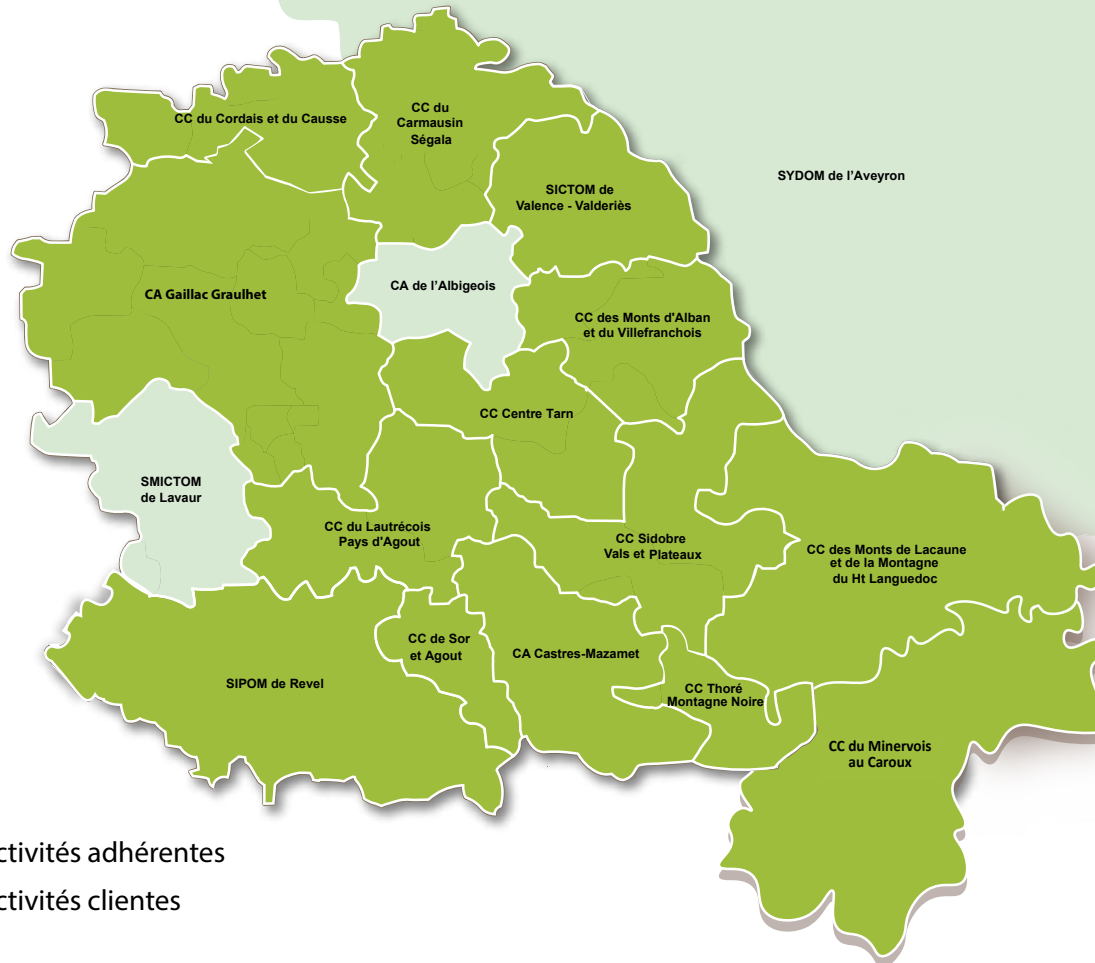 CC du Cordais et du Causse
CC du
Carmausin
Ségala
SICTOM de
Valence - Valderiès
SYDOM de l'Aveyron
CA Gaillac Graulhet
CA de l'Albigeois
CC des Monts d'Alban
et du Villefranchois
CC Centre Tarn
SMICTOM
de Lavaur
CC du Lautrécois
Pays d'Agout
CC Sidobre
Vals et Plateaux
CC des Monts de Lacaune
et de la Montagne
du Ht Languedoc
CC de Sor
et Agout
CA Castres-Mazamet
SIPOM de Revel
CC Thoré
Montagne Noire
CC du Minervois
au Caroux
ctivités adhérentes
ctivités clientes